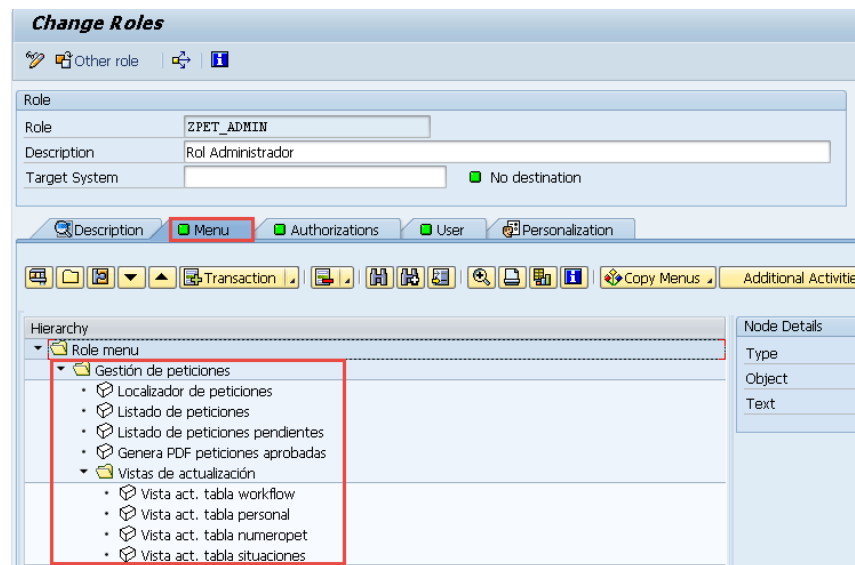 Change Roles
Other role
Role
Role ZPET_ADMIN
Description Rol Administrador
Target System No destination
Description Menu Authorizations User Personalization
Transaction Copy Menus Additional Activitie
Hierarchy
Role menu
Gestión de peticiones
Localizador de peticiones
Listado de peticiones
Listado de peticiones pendientes
Genera PDF peticiones aprobadas
Vistas de actualización
Vista act. tabla workflow
Vista act. tabla personal
Vista act. tabla numeropet
Vista act. tabla situaciones
Node Details
Type
Object
Text